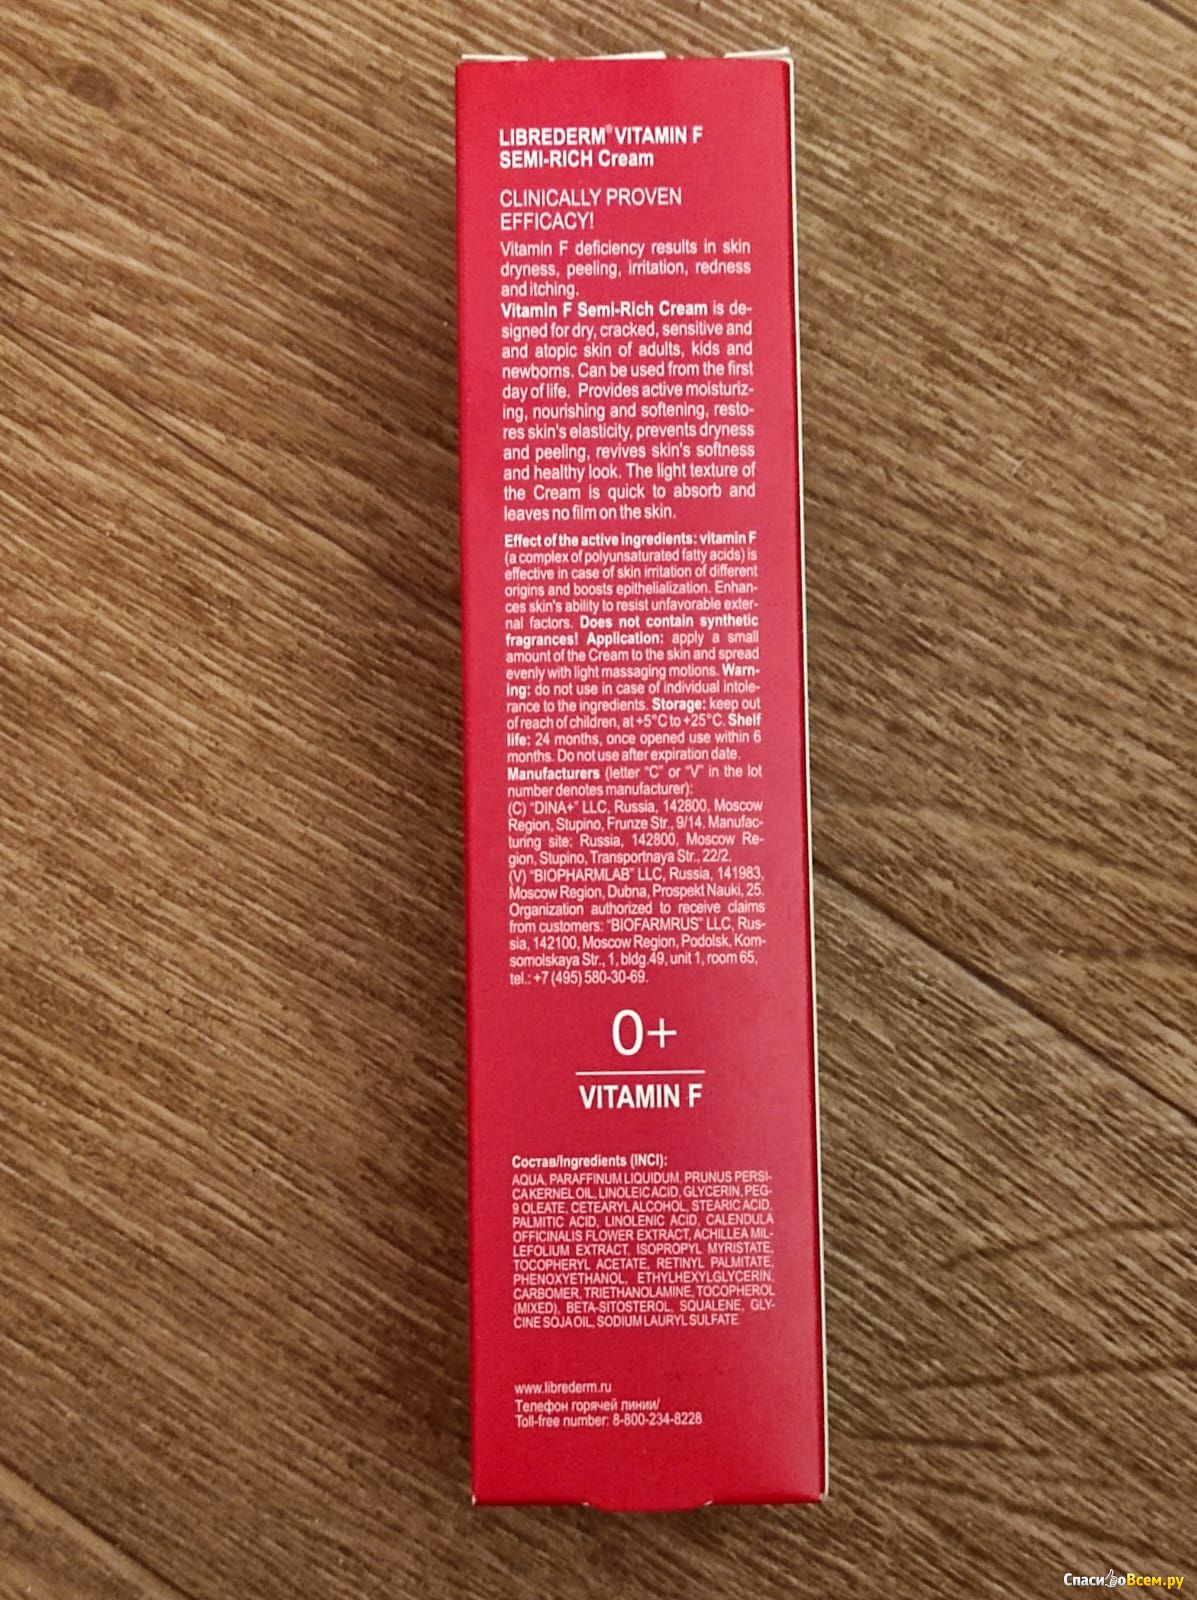 LIBREDERM® VITAMIN F
SEMI-RICH Cream
CLINICALLY PROVEN
EFFICACY!
Vitamin F deficiency results in skin
dryness, peeling, irritation, redness
and itching.
Vitamin F Semi-Rich Cream is de-
signed for dry, cracked, sensitive and
and atopic skin of adults, kids and
newborns. Can be used from the first
day of life. Provides active moisturiz-
ing, nourishing and softening, resto-
res skin's elasticity, prevents dryness
and peeling, revives skin's softness
and healthy look. The light texture of
the Cream is quick to absorb and
leaves no film on the skin.
Effect of the active ingredients: vitamin F
(a complex of polyunsaturated fatty acids) is
effective in case of skin irritation of different
origins and boosts epithelialization. Enhan-
ces skin's ability to resist unfavorable exter-
nal factors. Does not contain synthetic
fragrances! Application: apply a small
amount of the Cream to the skin and spread
evenly with light massaging motions. Warn-
ing: do not use in case of individual intole-
rance to the ingredients. Storage: keep out
of reach of children, at +5°C to +25°C. Shelf
life: 24 months, once opened use within 6
months. Do not use after expiration date.
Manufacturers (letter "C" or "V" in the lot
number denotes manufacturer):
(C) "DINA+" LLC, Russia, 142800, Moscow
Region, Stupino, Frunze Str., 9/14. Manufac-
turing site: Russia, 142800, Moscow Re-
gion, Stupino, Transportnaya Str., 22/2.
(V) "BIOPHARMLAB" LLC, Russia, 141983,
Moscow Region, Dubna, Prospekt Nauki, 25.
Organization authorized to receive claims
from customers: "BIOFARMRUS" LLC, Rus-
sia, 142100, Moscow Region, Podolsk, Kom-
somolskaya Str., 1, bldg.49, unit 1, room 65,
tel.: +7 (495) 580-30-69.
0+
VITAMIN F
Состав/Ingredients (INCI):
AQUA, PARAFFINUM LIQUIDUM, PRUNUS PERSI-
CA KERNEL OIL, LINOLEIC ACID, GLYCERIN, PEG-
9 OLEATE, CETEARYL ALCOHOL, STEARIC ACID,
PALMITIC ACID, LINOLENIC ACID, CALENDULA
OFFICINALIS FLOWER EXTRACT, ACHILLEA MIL-
LEFOLIUM EXTRACT, ISOPROPYL MYRISTATE,
TOCOPHERYL ACETATE, RETINYL PALMITATE,
PHENOXYETHANOL, ETHYLHEXYLGLYCERIN,
CARBOMER, TRIETHANOLAMINE, TOCOPHEROL
(MIXED), BETA-SITOSTEROL, SQUALENE, GLY-
CINE SOJA OIL, SODIUM LAURYL SULFATE.
www.librederm.ru
Телефон горячей линии/
Toll-free number: 8-800-234-8228
СпасибоВсем.ру